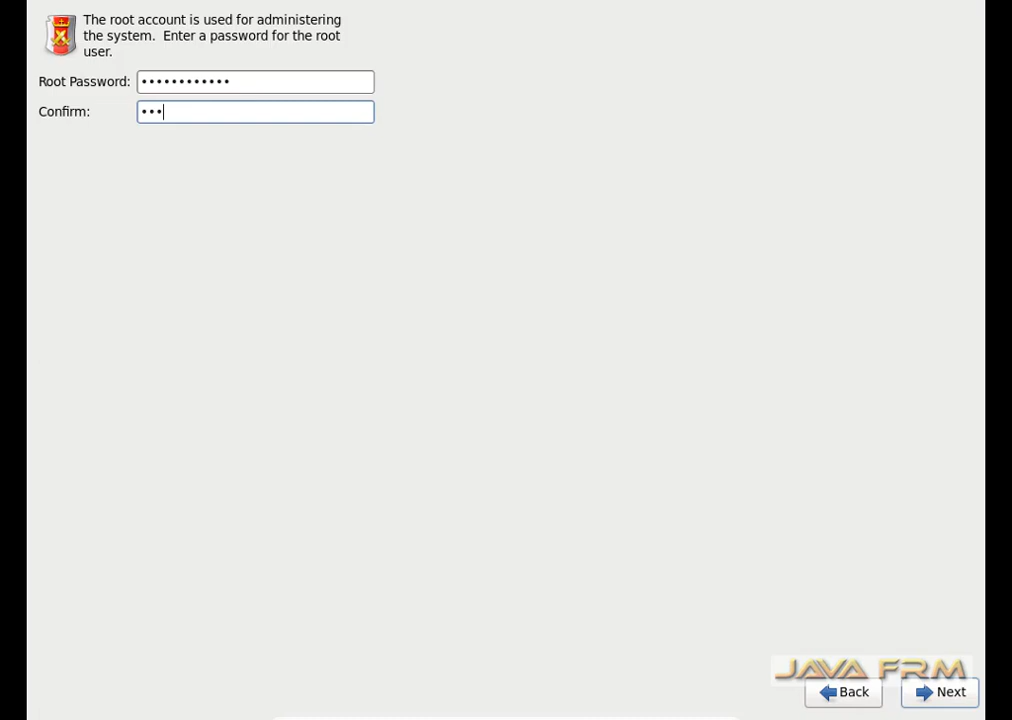 The root account is used for administering
the system.  Enter a password for the root
user.
Root Password: ••••••••••••
Confirm: •••
JAVA FRM
Back
Next